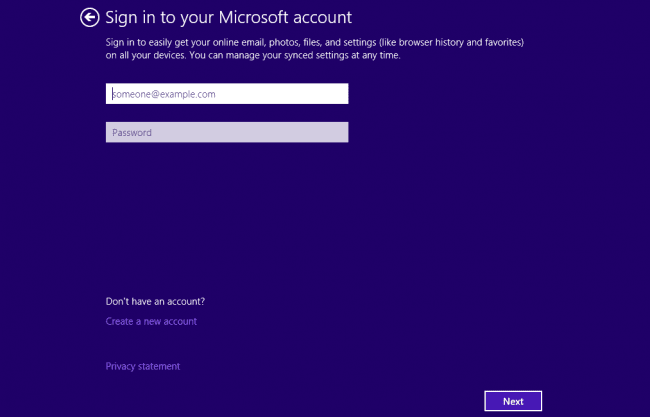 Sign in to your Microsoft account
Sign in to easily get your online email, photos, files, and settings (like browser history and favorites)
on all your devices. You can manage your synced settings at any time.
someone@example.com
Password
Don't have an account?
Create a new account
Privacy statement
Next